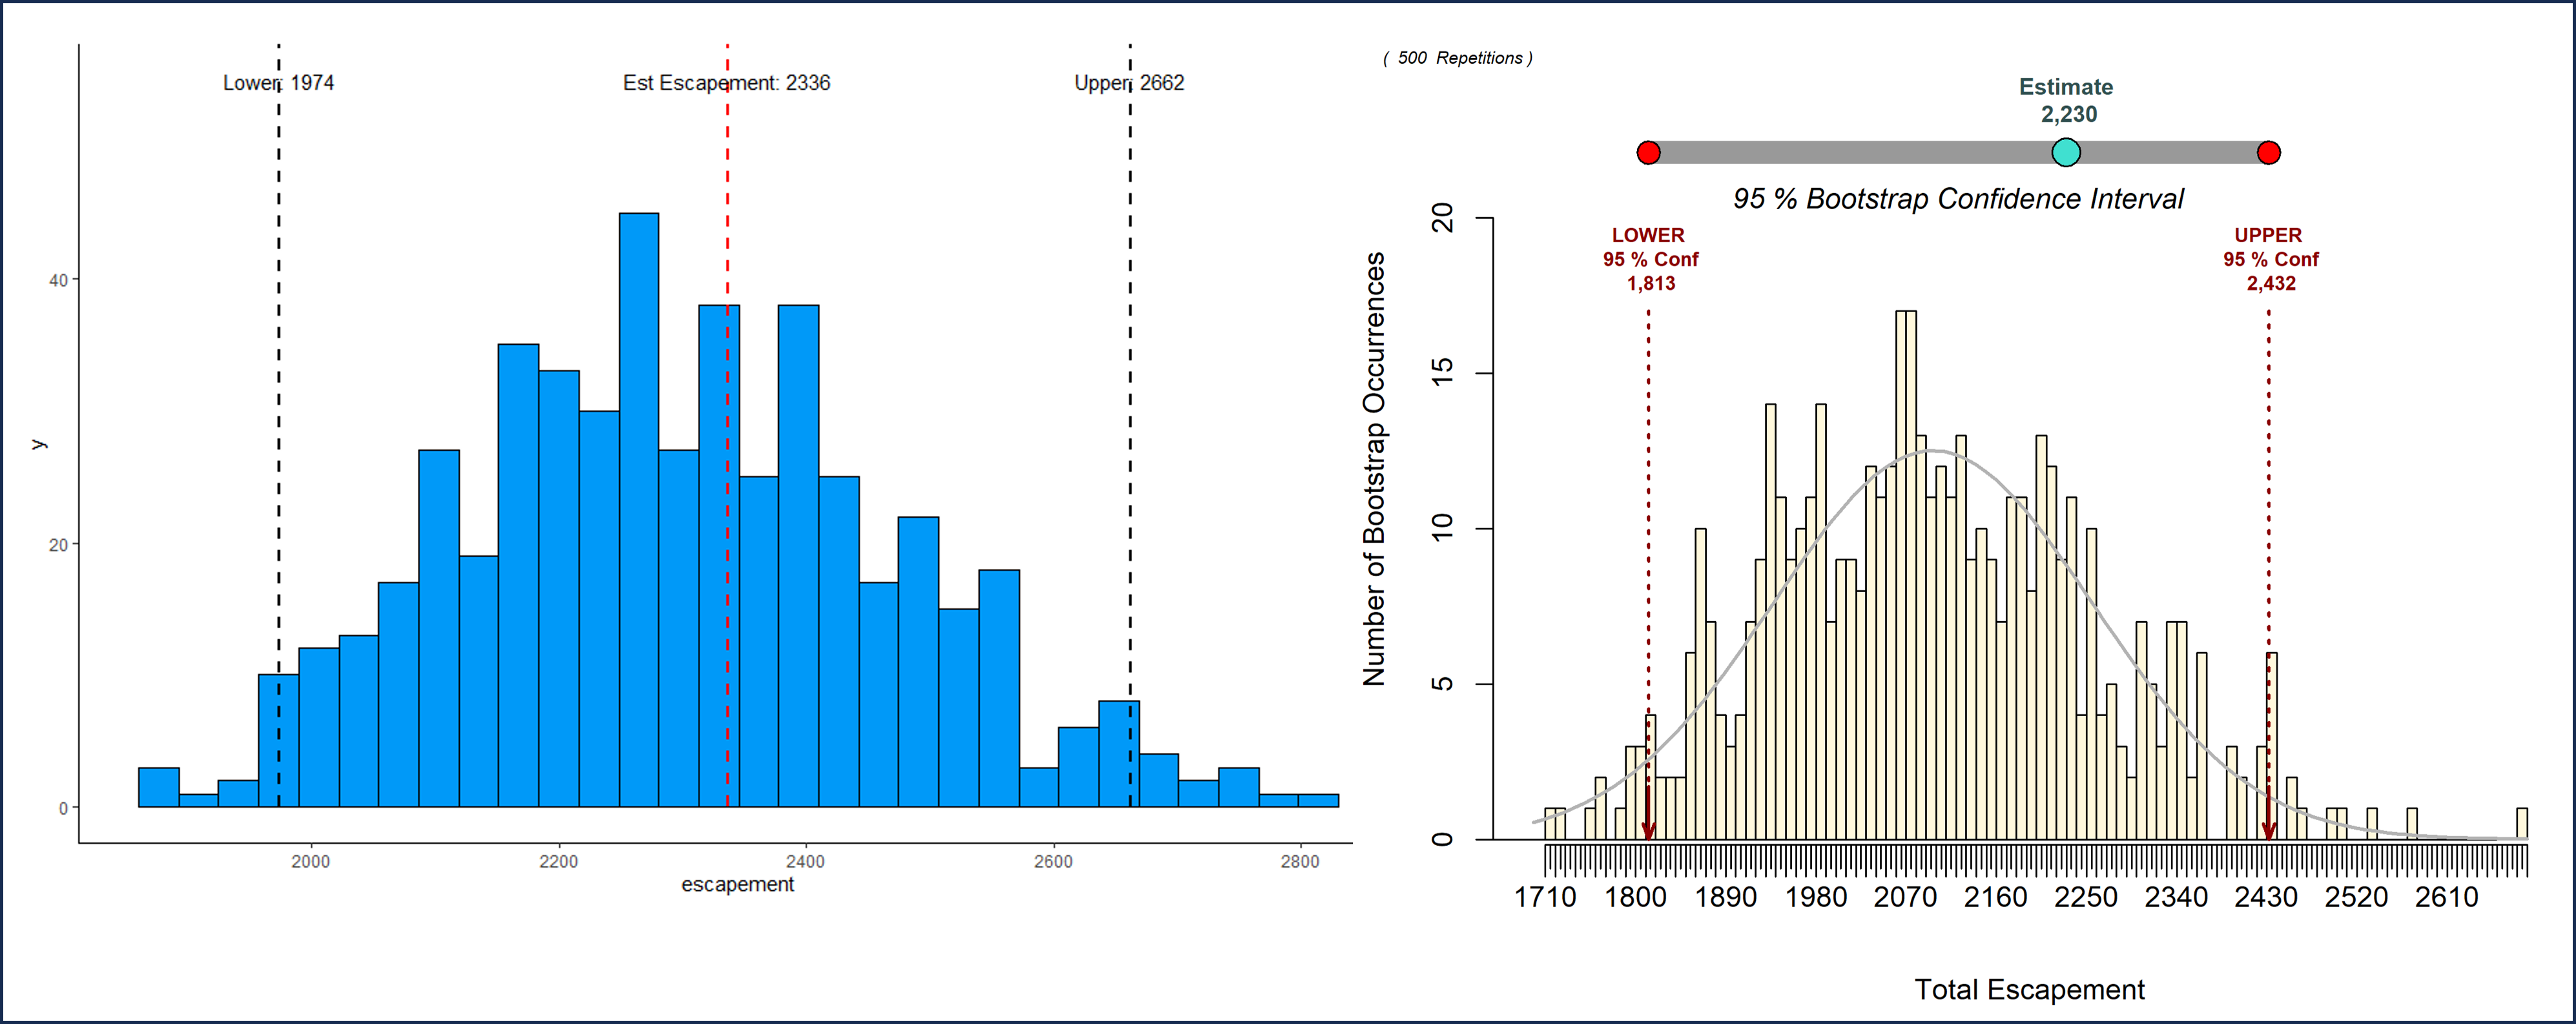 Lower: 1974
Est Escapement: 2336
Upper: 2662
40
20
0
y
2000 2200 2400 2600 2800
escapement
( 500 Repetitions )
Estimate
2,230
95 % Bootstrap Confidence Interval
LOWER
95 % Conf
1,813
UPPER
95 % Conf
2,432
20
15
10
5
0
Number of Bootstrap Occurrences
1710 1800 1890 1980 2070 2160 2250 2340 2430 2520 2610
Total Escapement